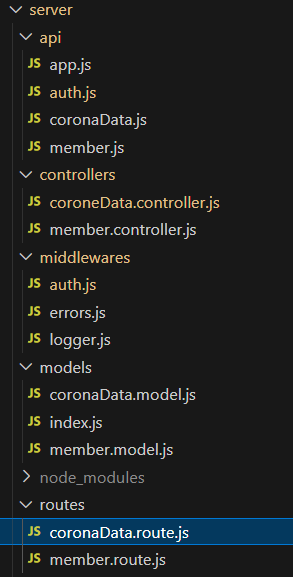 server
api
JS app.js
JS auth.js
JS coronaData.js
JS member.js
controllers
JS coroneData.controller.js
JS member.controller.js
middlewares
JS auth.js
JS errors.js
JS logger.js
models
JS coronaData.model.js
JS index.js
JS member.model.js
node_modules
routes
JS coronaData.route.js
JS member.route.js